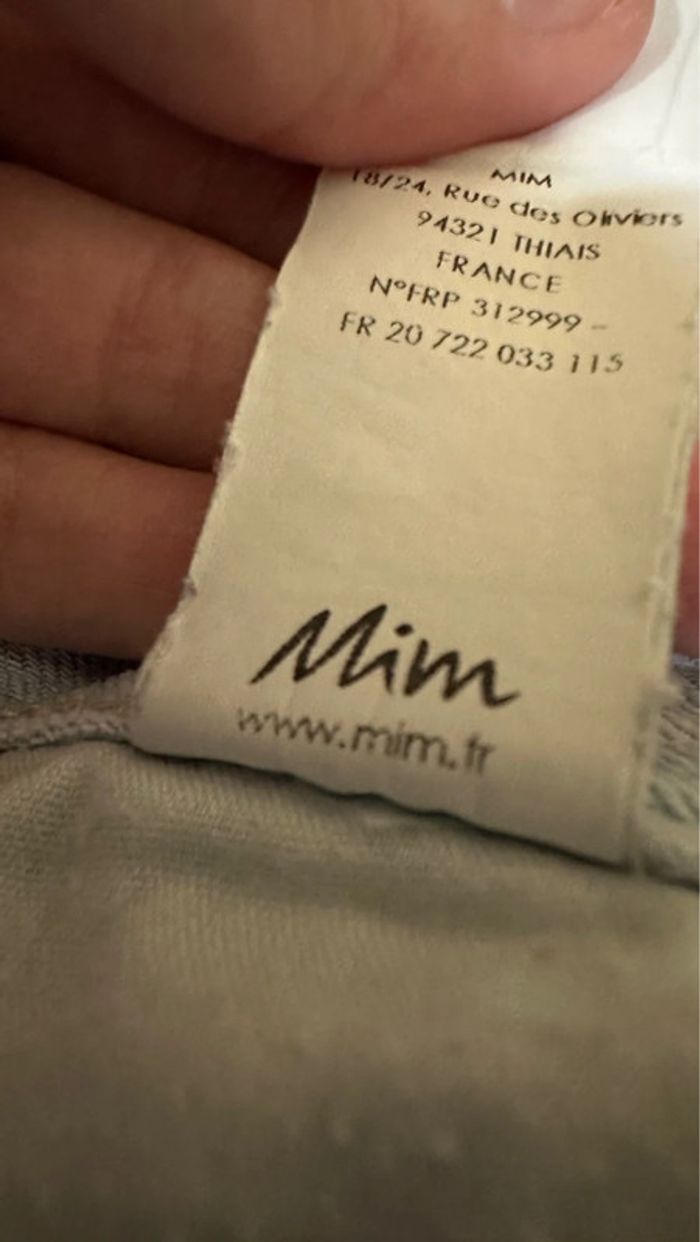 MIM
18/24, Rue des Oliviers
94321 THIAIS
FRANCE
N°FRP 312999 -
FR 20 722 033 115
Mim
www.mim.fr